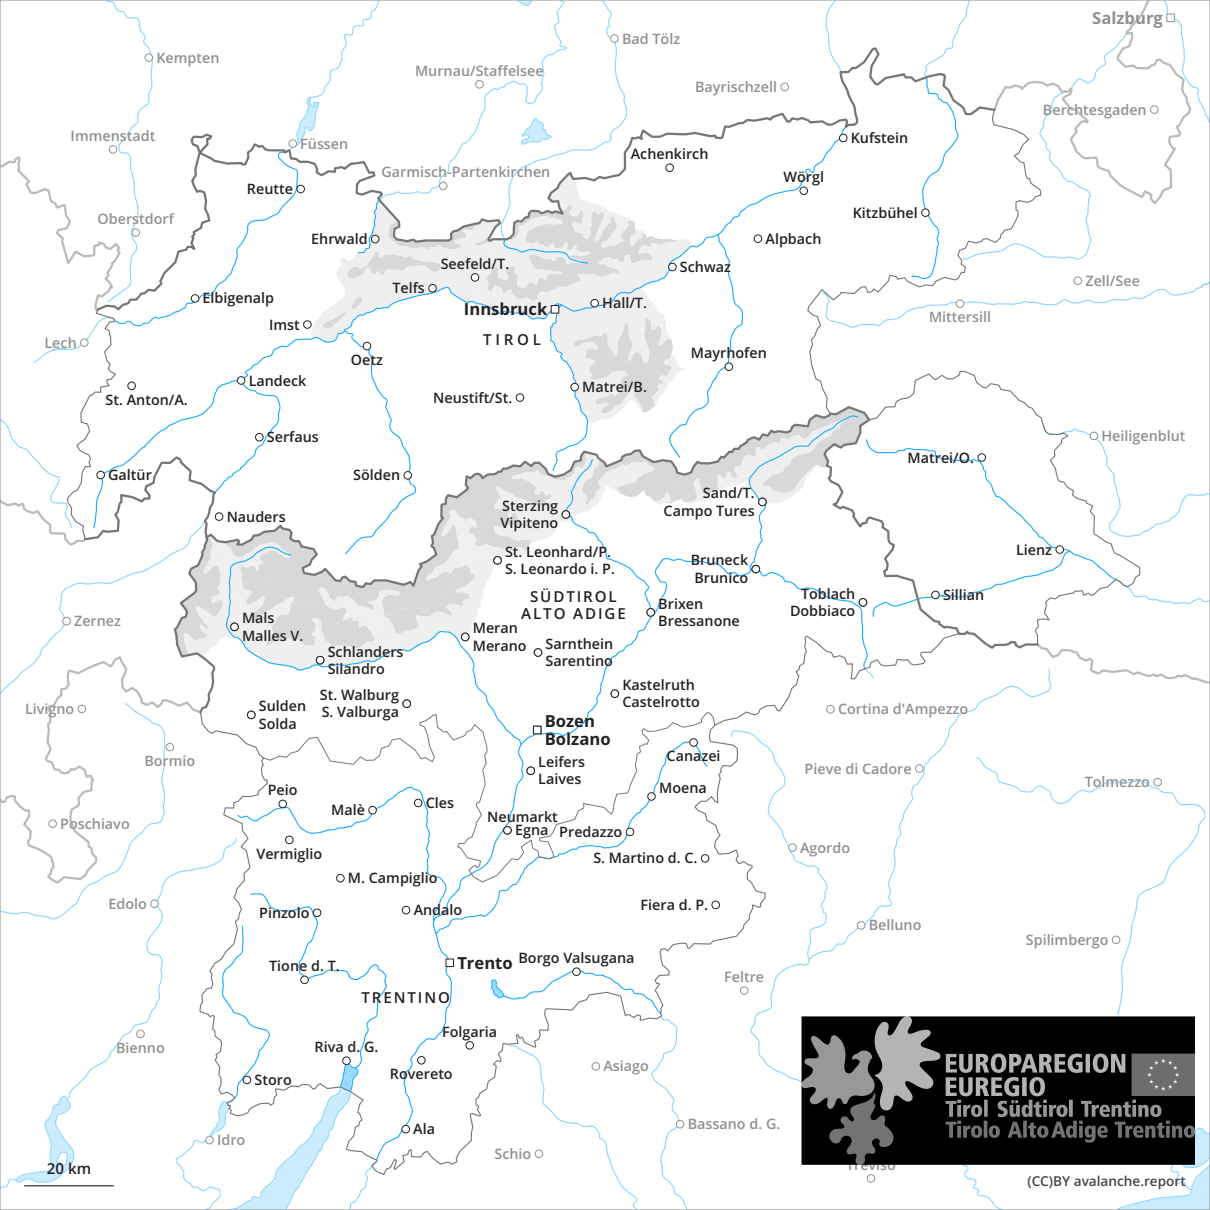 Salzburg
Kempten
Bad Tölz
Murnau/Staffelsee
Bayrischzell
Berchtesgaden
Immenstadt
Füssen
Kufstein
Achenkirch
Garmisch-Partenkirchen
Wörgl
Reutte
Oberstdorf
Kitzbühel
Ehrwald
Alpbach
Seefeld/T.
Schwaz
Zell/See
Telfs
Elbigenalp
Innsbruck
Hall/T.
Mittersill
Imst
TIROL
Lech
Oetz
Mayrhofen
Landeck
Matrei/B.
St. Anton/A.
Neustift/St.
Serfaus
Heiligenblut
Matrei/O.
Galtür
Sölden
Sand/T.
Campo Tures
Sterzing
Vipiteno
Nauders
St. Leonhard/P.
S. Leonardo i. P.
Lienz
Bruneck
Brunico
SÜDTIROL
ALTO ADIGE
Toblach
Dobbiaco
Sillian
Brixen
Bressanone
Zernez
Mals
Malles V.
Meran
Merano
Sarnthein
Sarentino
Schlanders
Silandro
Kastelruth
Castelrotto
St. Walburg
S. Valburga
Livigno
Sulden
Solda
Cortina d'Ampezzo
Bozen
Bolzano
Bormio
Canazei
Leifers
Laives
Pieve di Cadore
Tolmezzo
Peio
Moena
Malè
Cles
Poschiavo
Neumarkt
Egna
Predazzo
Vermiglio
Agordo
S. Martino d. C.
M. Campiglio
Edolo
Pinzolo
Andalo
Fiera d. P.
Belluno
Spilimbergo
Trento
Borgo Valsugana
Tione d. T.
Feltre
TRENTINO
Folgaria
Bienno
Riva d. G.
Rovereto
Asiago
Storo
EUROPAREGION
EUREGIO
Tirol Südtirol Trentino
Tirolo Alto Adige Trentino
Ala
Bassano d. G.
Idro
Schio
Treviso
20 km
(CC)BY avalanche.report